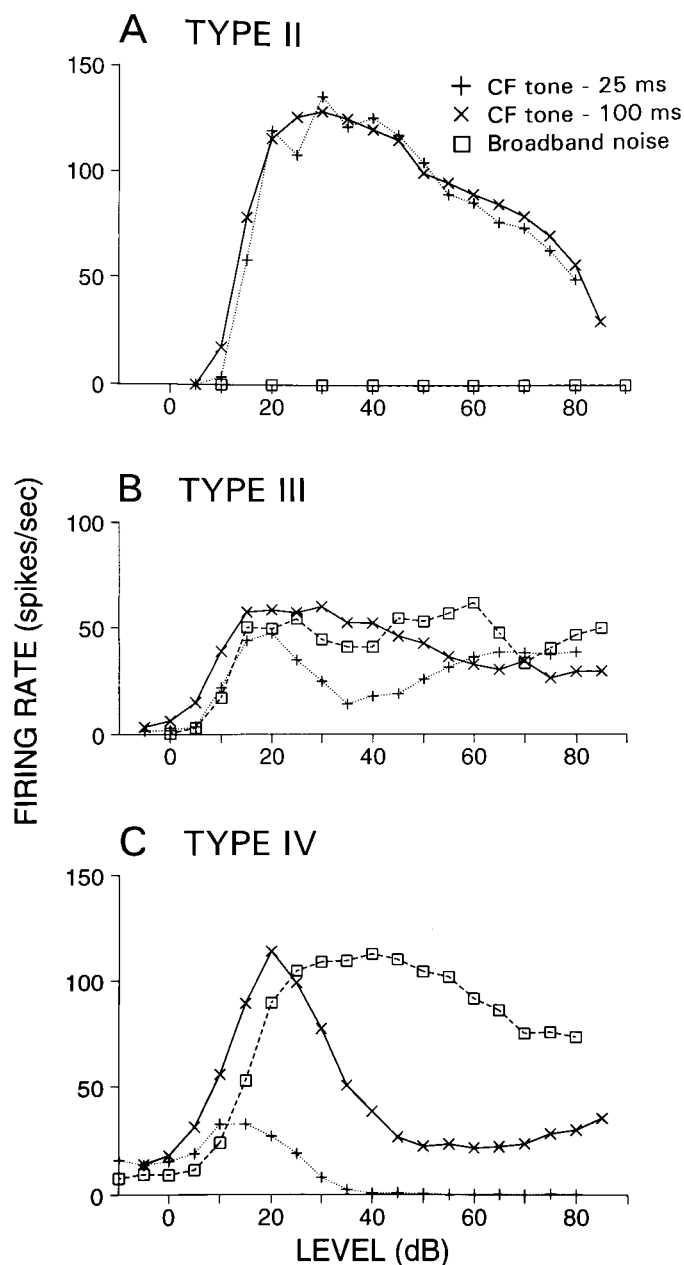 A TYPE II
150
100
50
0
0 20 40 60 80
+ CF tone - 25 ms
× CF tone - 100 ms
□ Broadband noise
B TYPE III
100
50
0
0 20 40 60 80
C TYPE IV
150
100
50
0
0 20 40 60 80
FIRING RATE (spikes/sec)
LEVEL (dB)